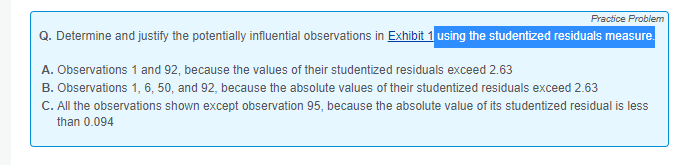 Practice Problem
Q. Determine and justify the potentially influential observations in Exhibit 1 using the studentized residuals measure.
A. Observations 1 and 92, because the values of their studentized residuals exceed 2.63
B. Observations 1, 6, 50, and 92, because the absolute values of their studentized residuals exceed 2.63
C. All the observations shown except observation 95, because the absolute value of its studentized residual is less
than 0.094